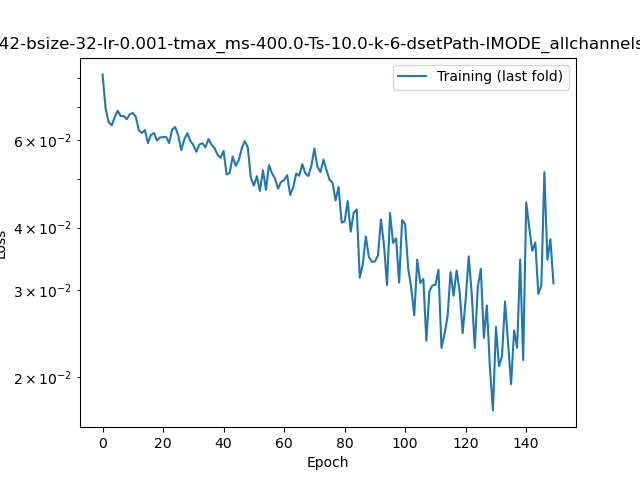 42-bsize-32-lr-0.001-tmax_ms-400.0-Ts-10.0-k-6-dsetPath-IMODE_allchannels
Training (last fold)
Loss
6 × 10⁻²
4 × 10⁻²
3 × 10⁻²
2 × 10⁻²
0 20 40 60 80 100 120 140
Epoch